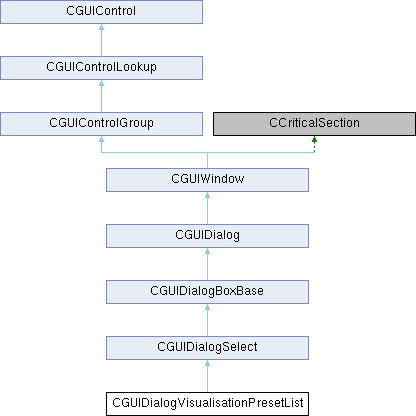 CGUIControl
CGUIControlLookup
CGUIControlGroup
CCriticalSection
CGUIWindow
CGUIDialog
CGUIDialogBoxBase
CGUIDialogSelect
CGUIDialogVisualisationPresetList